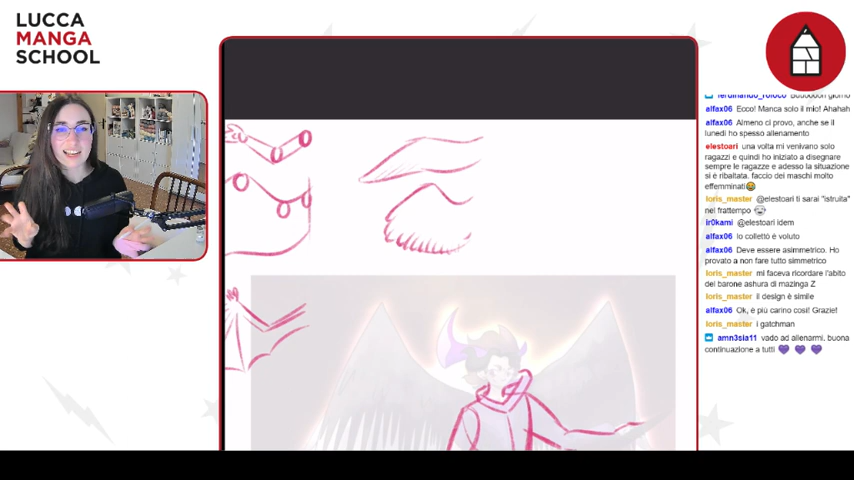 LUCCA
MANGA
SCHOOL
alfax06 Ecco! Manca solo il mio! Ahahah
alfax06 Almeno ci provo, anche se il
lunedì ho spesso allenamento
elestoari una volta mi venivano solo
ragazzi e quindi ho iniziato a disegnare
sempre le ragazze e adesso la situazione
si è ribaltata. faccio dei maschi molto
effemminati
loris_master @elestoari ti sarai "istruita"
nel frattempo
ir0kami @elestoari idem
alfax06 Io colletto è voluto
alfax06 Deve essere asimmetrico. Ho
provato a non fare tutto simmetrico
loris_master mi faceva ricordare l'abito
del barone ashura di mazinga Z
loris_master il design è simile
alfax06 Ok, è più carino così! Grazie!
loris_master i gatchman
amn3sia11 vado ad allenarmi. buona
continuazione a tutti